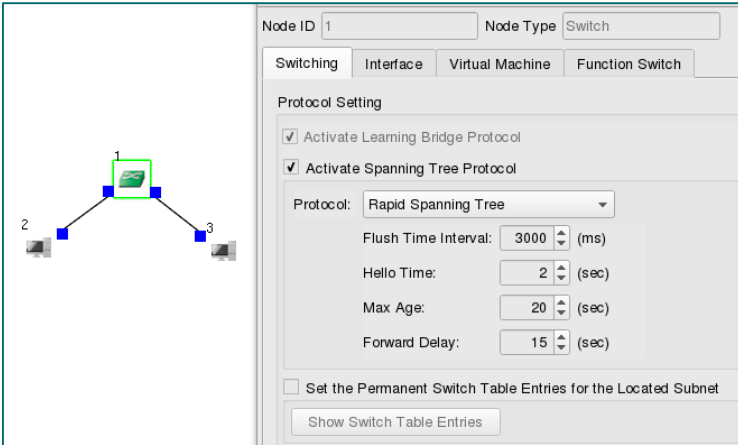 Node ID 1 Node Type Switch
Switching Interface Virtual Machine Function Switch
Protocol Setting
Activate Learning Bridge Protocol
Activate Spanning Tree Protocol
Protocol: Rapid Spanning Tree
Flush Time Interval: 3000 (ms)
Hello Time: 2 (sec)
Max Age: 20 (sec)
Forward Delay: 15 (sec)
Set the Permanent Switch Table Entries for the Located Subnet
Show Switch Table Entries
1
2
3